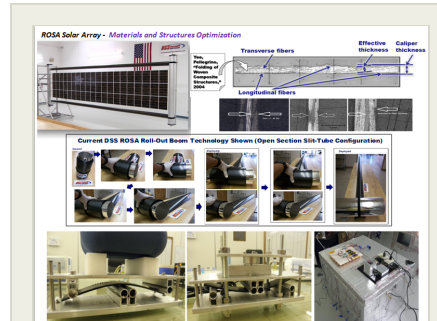 ROSA Solar Array - Materials and Structures Optimization
Yee,
Pellegrino,
"Folding of
Woven
Composite
Structures,"
2004
Transverse fibers
Longitudinal fibers
Effective
thickness
Caliper
thickness
Current DSS ROSA Roll-Out Boom Technology Shown (Open Section Slit-Tube Configuration)